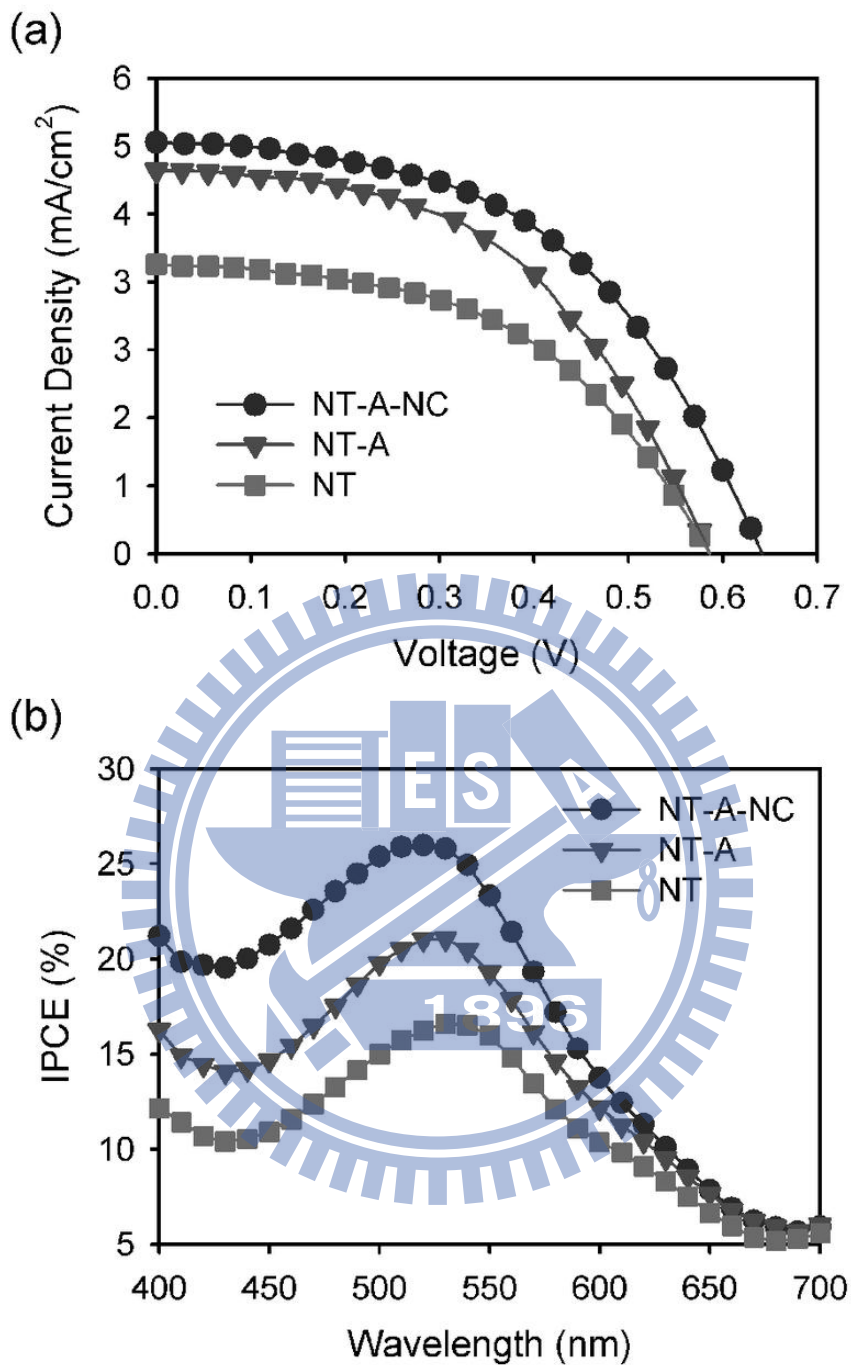 (a)
6
5
4
3
3
2
1
0
Current Density (mA/cm²)
NT-A-NC
NT-A
NT
0.0 0.1 0.2 0.3 0.4 0.5 0.6 0.7
Voltage (V)
(b)
E S A
1896
30
25
20
15
10
5
IPCE (%)
NT-A-NC
NT-A
NT
400 450 500 550 600 650 700
Wavelength (nm)